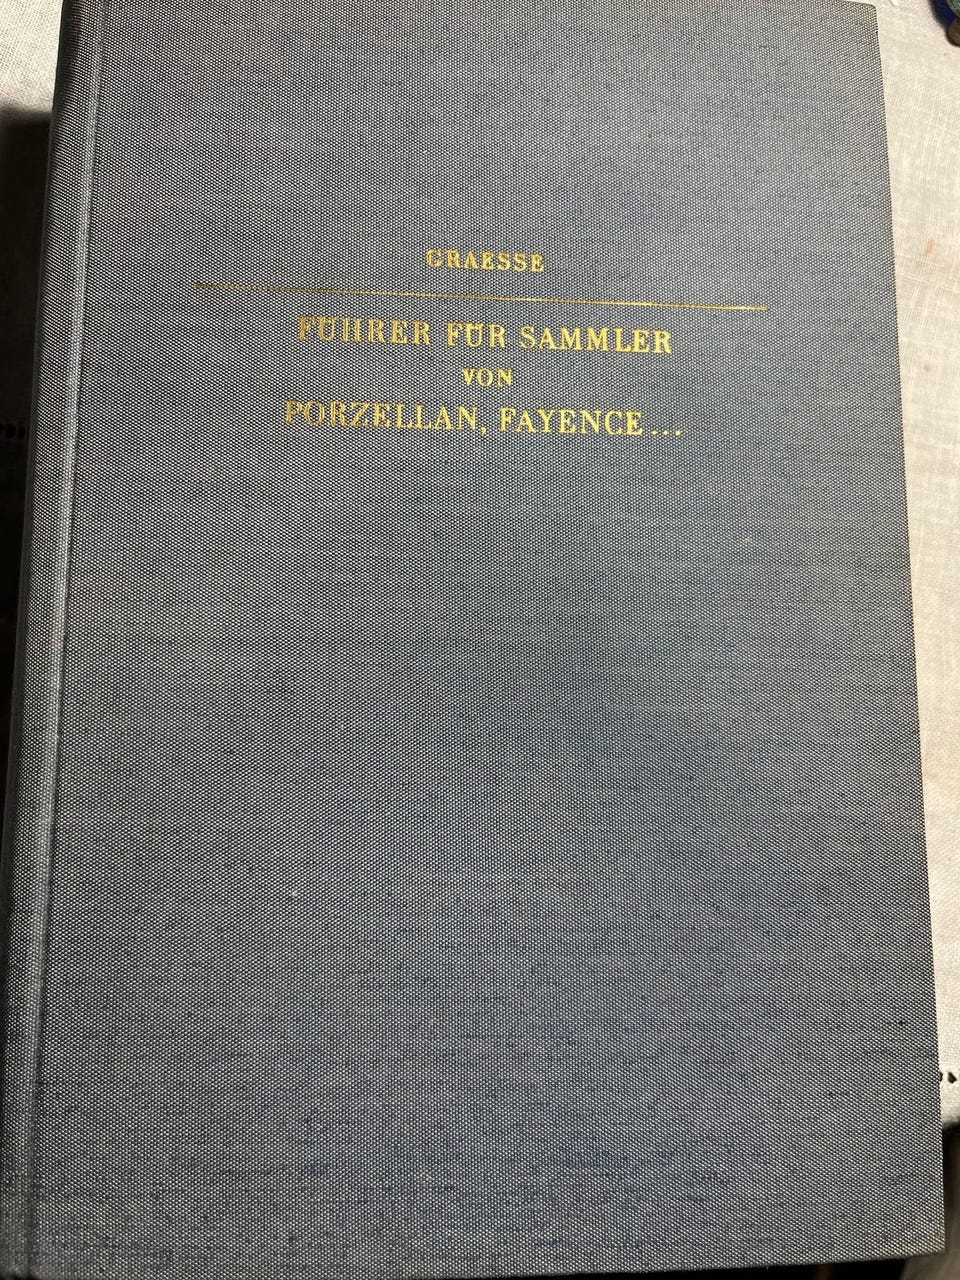 GRAESSE
FÜHRER FÜR SAMMLER
VON
PORZELLAN, FAYENCE...